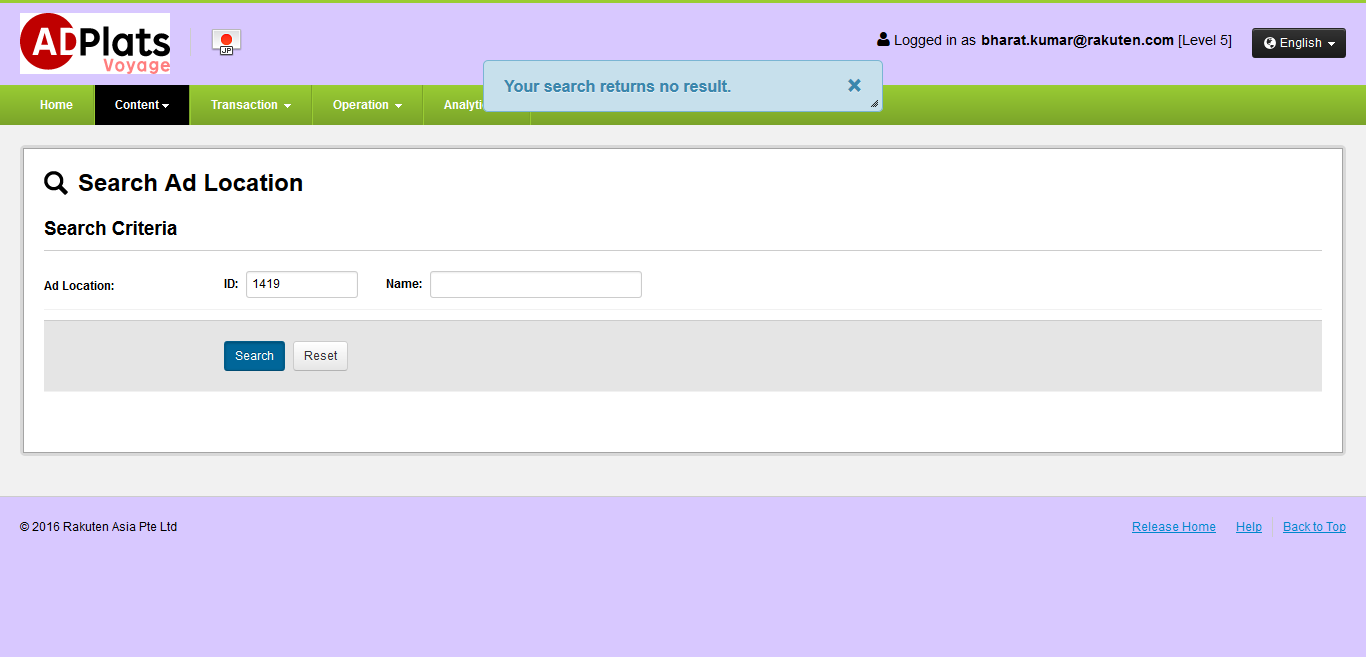 ADPlats
Voyage
JP
Logged in as bharat.kumar@rakuten.com [Level 5]
English
Your search returns no result.
Home
Content
Transaction
Operation
Search Ad Location
Search Criteria
Ad Location:
ID:
1419
Name:
Search
Reset
© 2016 Rakuten Asia Pte Ltd
Release Home
Help
Back to Top